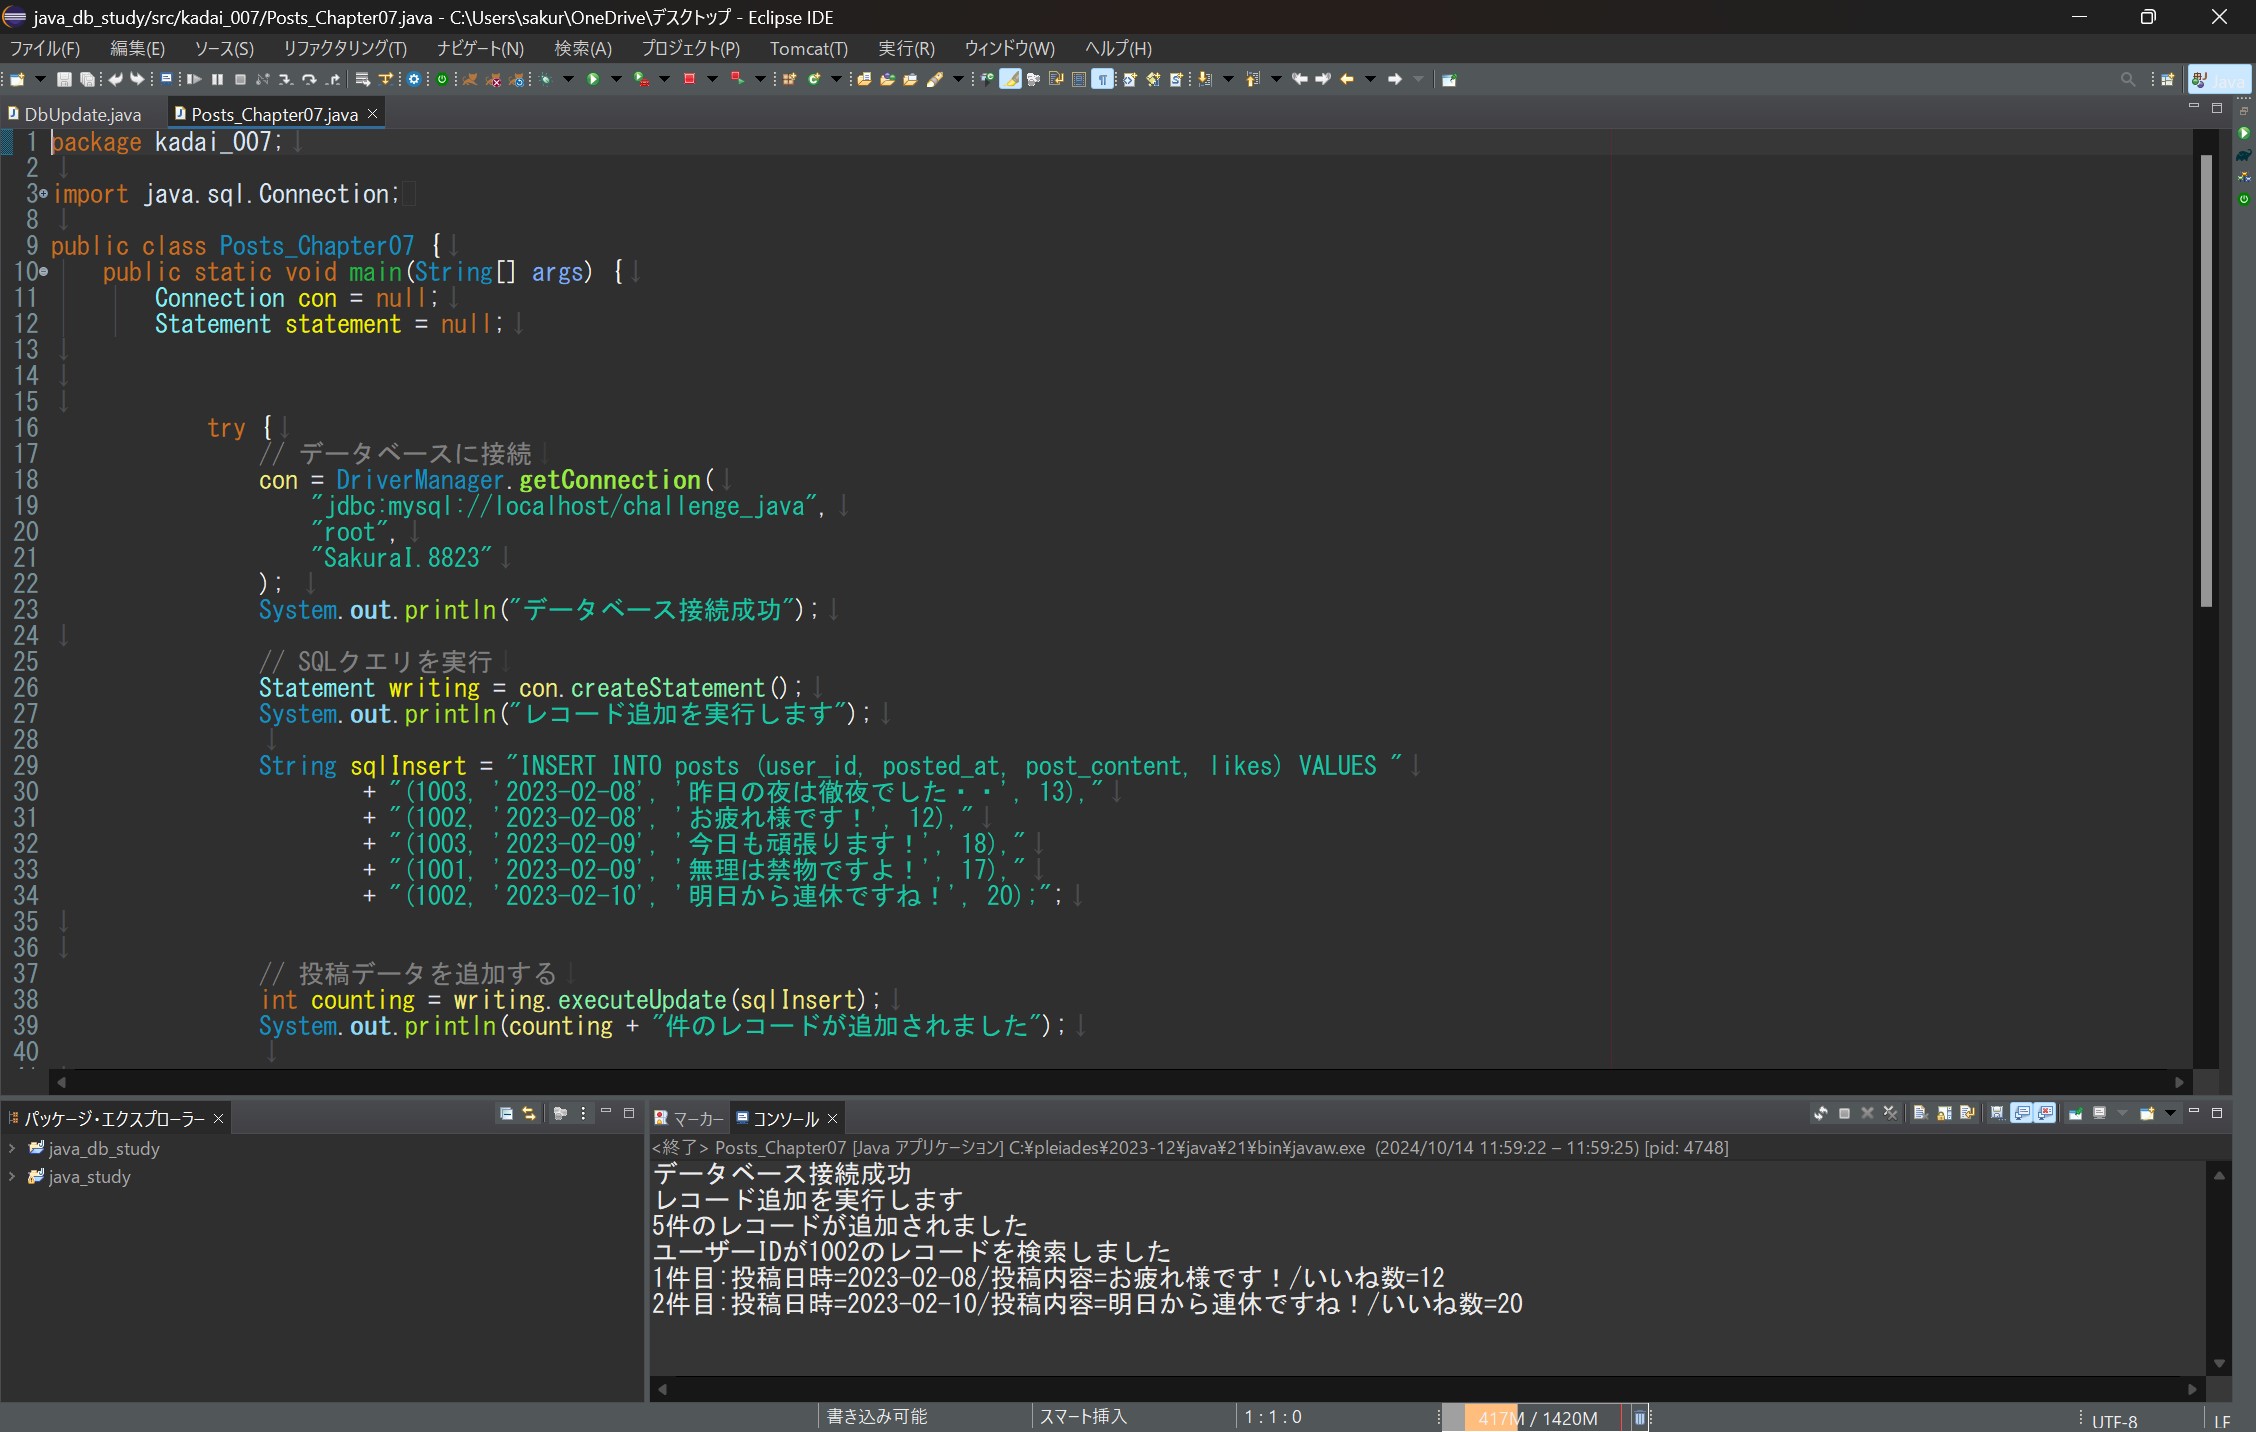 java_db_study/src/kadai_007/Posts_Chapter07.java - C:\Users\sakur\OneDrive\デスクトップ - Eclipse IDE
ファイル(F) 編集(E) ソース(S) リファクタリング(T) ナビゲート(N) 検索(A) プロジェクト(P) Tomcat(T) 実行(R) ウィンドウ(W) ヘルプ(H)
Java
DbUpdate.java Posts_Chapter07.java
1 package kadai_007;
2
3 import java.sql.Connection;
8
9 public class Posts_Chapter07 {
10 public static void main(String[] args) {
11 Connection con = null;
12 Statement statement = null;
13
14
15
16 try {
17 // データベースに接続
18 con = DriverManager.getConnection(
19 "jdbc:mysql://localhost/challenge_java",
20 "root",
21 "SakuraI.8823"
22 );
23 System.out.println("データベース接続成功");
24
25 // SQLクエリを実行
26 Statement writing = con.createStatement();
27 System.out.println("レコード追加を実行します");
28
29 String sqlInsert = "INSERT INTO posts (user_id, posted_at, post_content, likes) VALUES "
30 + "(1003, '2023-02-08', '昨日の夜は徹夜でした・・', 13),"
31 + "(1002, '2023-02-08', 'お疲れ様です！', 12),"
32 + "(1003, '2023-02-09', '今日も頑張ります！', 18),"
33 + "(1001, '2023-02-09', '無理は禁物ですよ！', 17),"
34 + "(1002, '2023-02-10', '明日から連休ですね！', 20);";
35
36
37 // 投稿データを追加する
38 int counting = writing.executeUpdate(sqlInsert);
39 System.out.println(counting + "件のレコードが追加されました");
40
パッケージ・エクスプローラー
java_db_study
java_study
マーカー コンソール
<終了> Posts_Chapter07 [Java アプリケーション] C:¥pleiades¥2023-12¥java¥21¥bin¥javaw.exe (2024/10/14 11:59:22 – 11:59:25) [pid: 4748]
データベース接続成功
レコード追加を実行します
5件のレコードが追加されました
ユーザーIDが1002のレコードを検索しました
1件目:投稿日時=2023-02-08/投稿内容=お疲れ様です！/いいね数=12
2件目:投稿日時=2023-02-10/投稿内容=明日から連休ですね！/いいね数=20
書き込み可能 スマート挿入 1 : 1 : 0 417M / 1420M UTF-8 LF